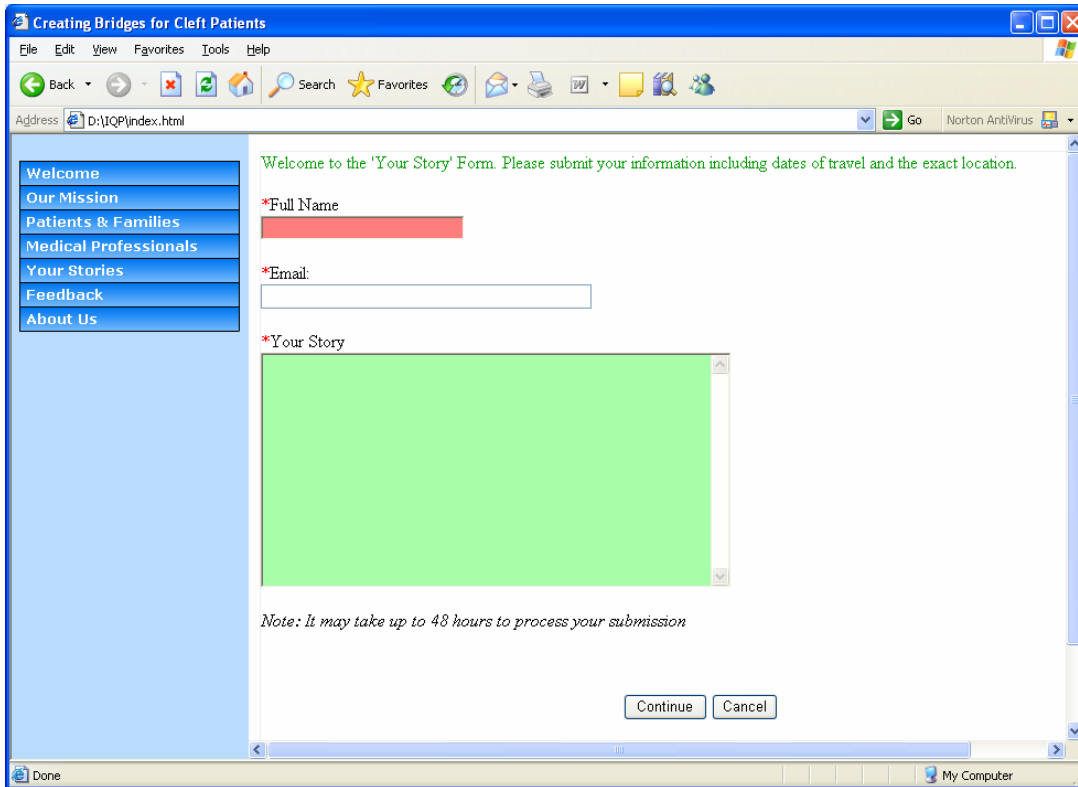 Creating Bridges for Cleft Patients
File Edit View Favorites Tools Help
Back Search Favorites W
Address D:\IQP\index.html Go Norton AntiVirus
Welcome
Our Mission
Patients & Families
Medical Professionals
Your Stories
Feedback
About Us
Welcome to the 'Your Story' Form. Please submit your information including dates of travel and the exact location.
*Full Name
*Email:
*Your Story
Note: It may take up to 48 hours to process your submission
Continue Cancel
Done My Computer